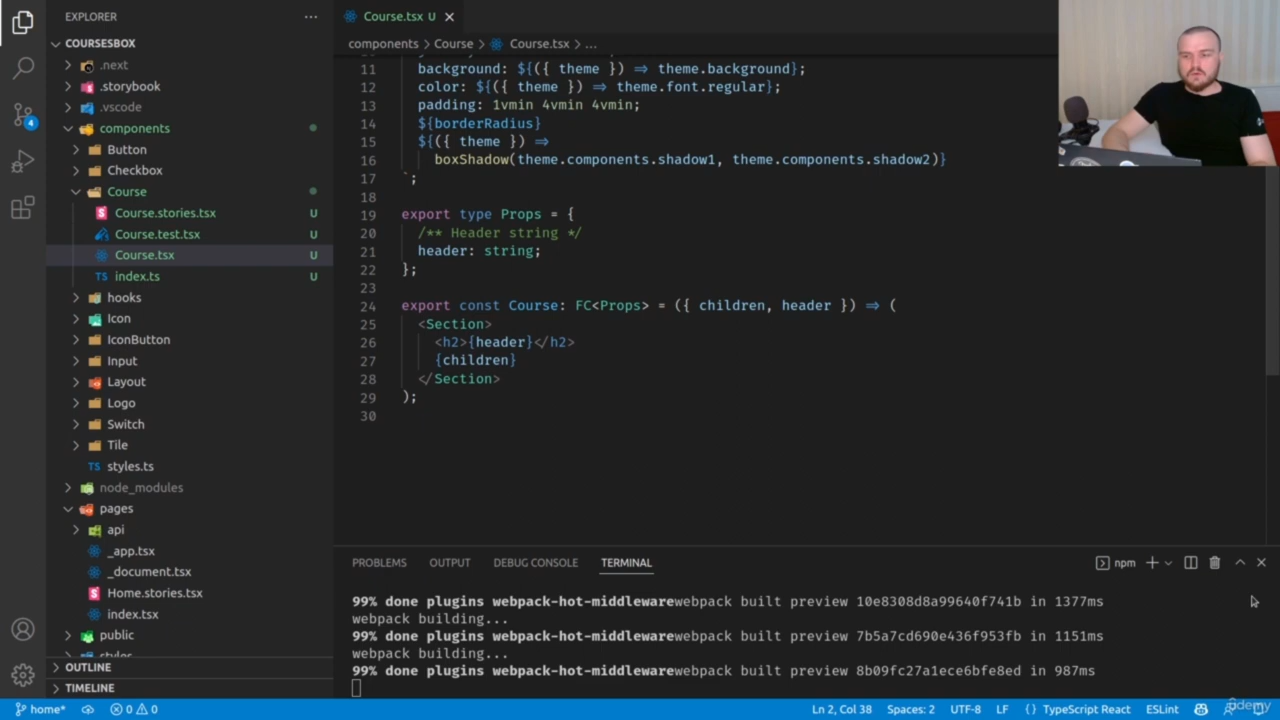 EXPLORER
COURSESBOX
.next
.storybook
.vscode
components
Button
Checkbox
Course
Course.stories.tsx U
Course.test.tsx U
Course.tsx U
TS index.ts U
hooks
Icon
IconButton
Input
Layout
Logo
Switch
Tile
TS styles.ts
node_modules
pages
api
_app.tsx
_document.tsx
Home.stories.tsx
index.tsx
public
styles
OUTLINE
TIMELINE
4
Course.tsx U
components > Course > Course.tsx > ...
11 background: ${({ theme }) => theme.background};
12 color: ${({ theme }) => theme.font.regular};
13 padding: 1vmin 4vmin 4vmin;
14 ${borderRadius}
15 ${({ theme }) =>
16 boxShadow(theme.components.shadow1, theme.components.shadow2)}
17 `;
18
19 export type Props = {
20 /** Header string */
21 header: string;
22 };
23
24 export const Course: FC<Props> = ({ children, header }) => (
25 <Section>
26 <h2>{header}</h2>
27 {children}
28 </Section>
29 );
30
PROBLEMS OUTPUT DEBUG CONSOLE TERMINAL npm
99% done plugins webpack-hot-middlewarewebpack built preview 10e8308d8a99640f741b in 1377ms
webpack building...
99% done plugins webpack-hot-middlewarewebpack built preview 7b5a7cd690e436f953fb in 1151ms
webpack building...
99% done plugins webpack-hot-middlewarewebpack built preview 8b09fc27a1ece6bfe8ed in 987ms
home* 0 0 Ln 2, Col 38 Spaces: 2 UTF-8 LF {} TypeScript React ESLint
udemy